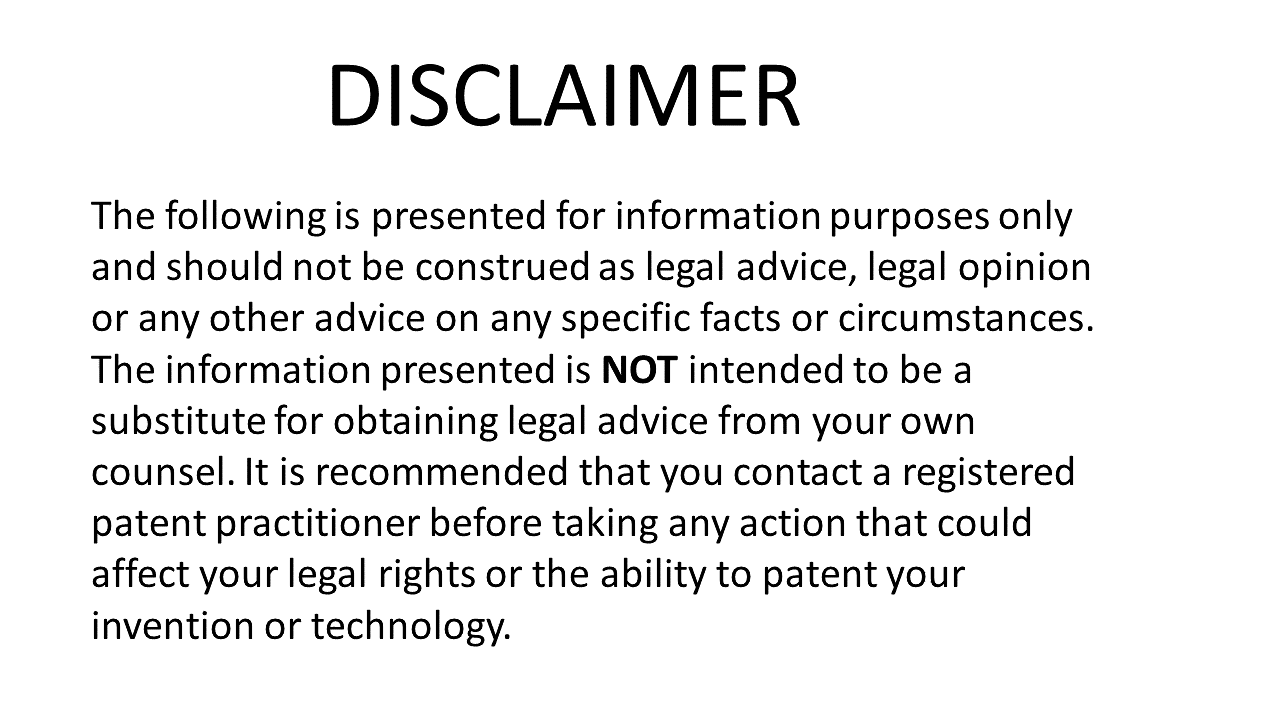 DISCLAIMER
The following is presented for information purposes only
and should not be construed as legal advice, legal opinion
or any other advice on any specific facts or circumstances.
The information presented is NOT intended to be a
substitute for obtaining legal advice from your own
counsel. It is recommended that you contact a registered
patent practitioner before taking any action that could
affect your legal rights or the ability to patent your
invention or technology.